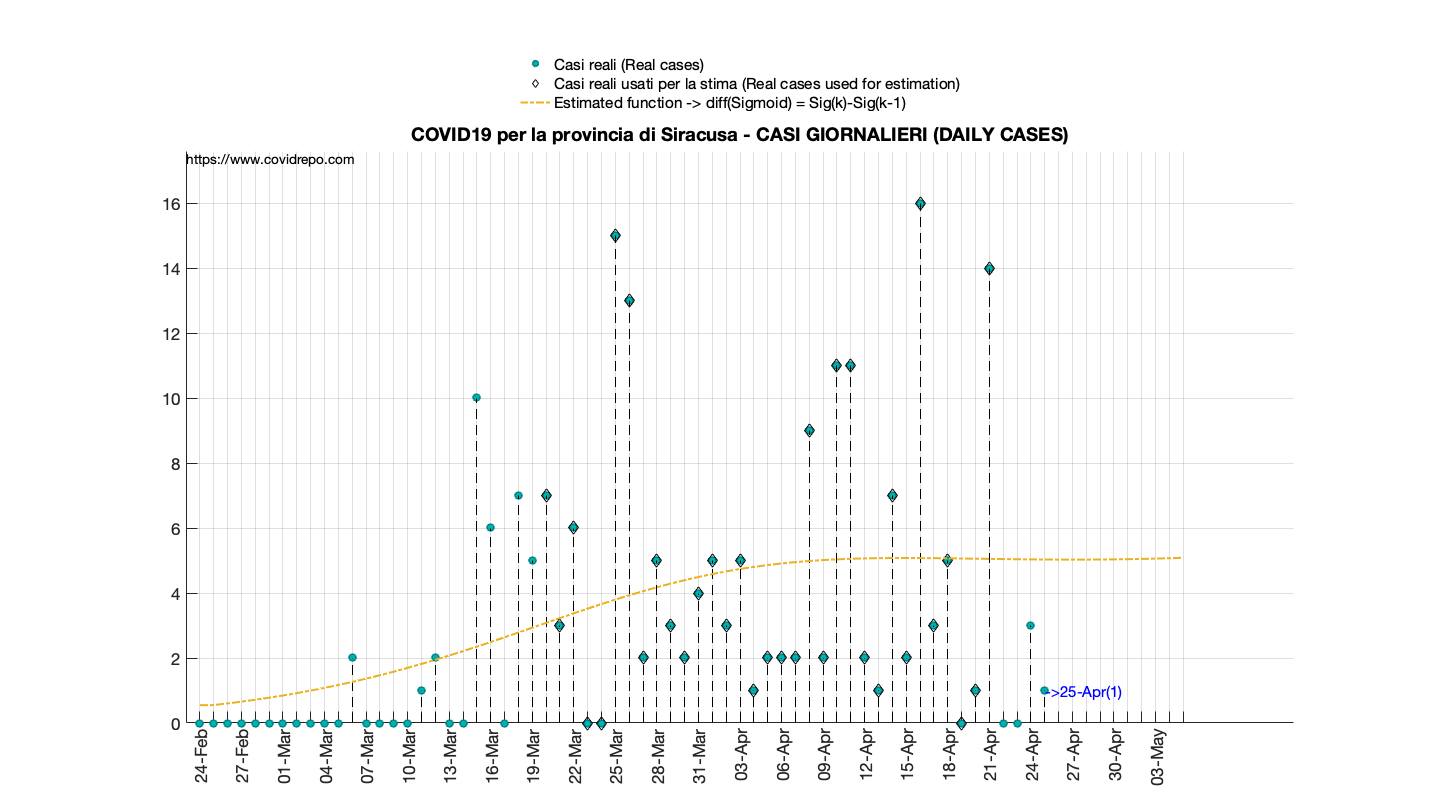 Casi reali (Real cases)
Casi reali usati per la stima (Real cases used for estimation)
Estimated function -> diff(Sigmoid) = Sig(k)-Sig(k-1)
COVID19 per la provincia di Siracusa - CASI GIORNALIERI (DAILY CASES)
https://www.covidrepo.com
16
14
12
10
8
6
4
2
0
->25-Apr(1)
24-Feb
27-Feb
01-Mar
04-Mar
07-Mar
10-Mar
13-Mar
16-Mar
19-Mar
22-Mar
25-Mar
28-Mar
31-Mar
03-Apr
06-Apr
09-Apr
12-Apr
15-Apr
18-Apr
21-Apr
24-Apr
27-Apr
30-Apr
03-May